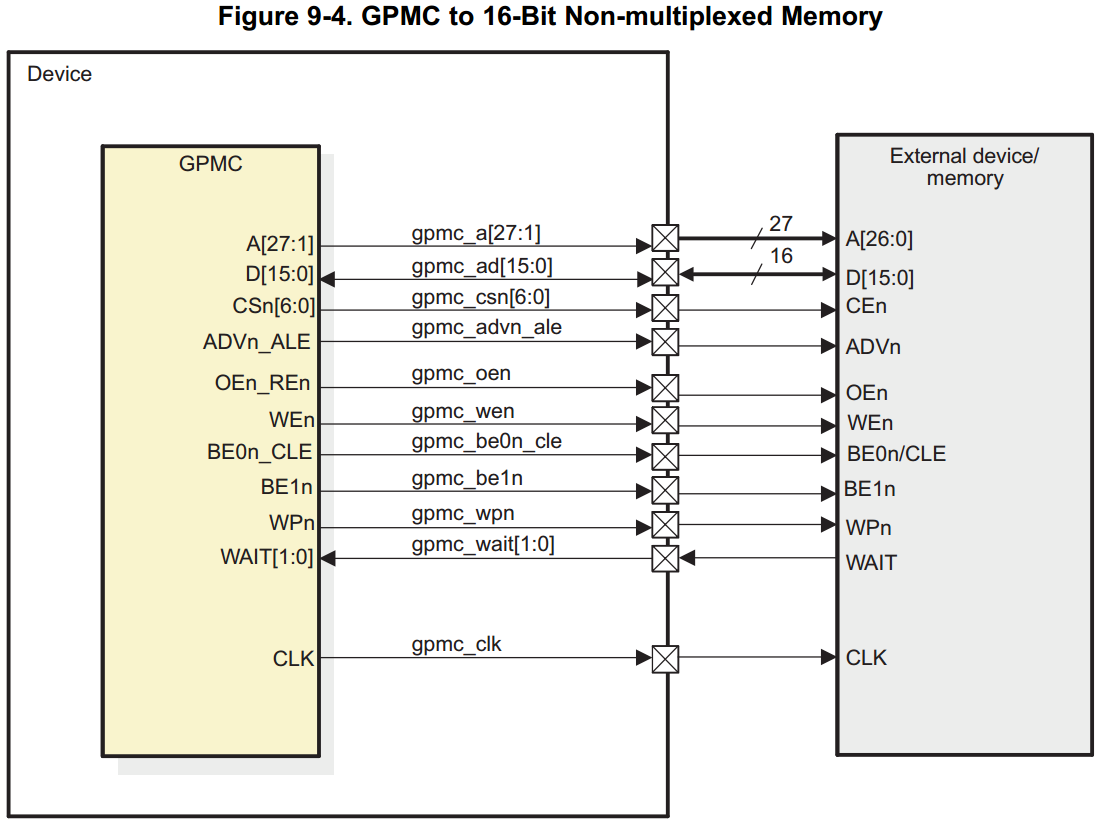 Figure 9-4. GPMC to 16-Bit Non-multiplexed Memory
Device
GPMC
External device/
memory
A[27:1]
gpmc_a[27:1]
27
A[26:0]
D[15:0]
gpmc_ad[15:0]
16
D[15:0]
CSn[6:0]
gpmc_csn[6:0]
CEn
ADVn_ALE
gpmc_advn_ale
ADVn
OEn_REn
gpmc_oen
OEn
WEn
gpmc_wen
WEn
BE0n_CLE
gpmc_be0n_cle
BE0n/CLE
BE1n
gpmc_be1n
BE1n
WPn
gpmc_wpn
WPn
WAIT[1:0]
gpmc_wait[1:0]
WAIT
CLK
gpmc_clk
CLK